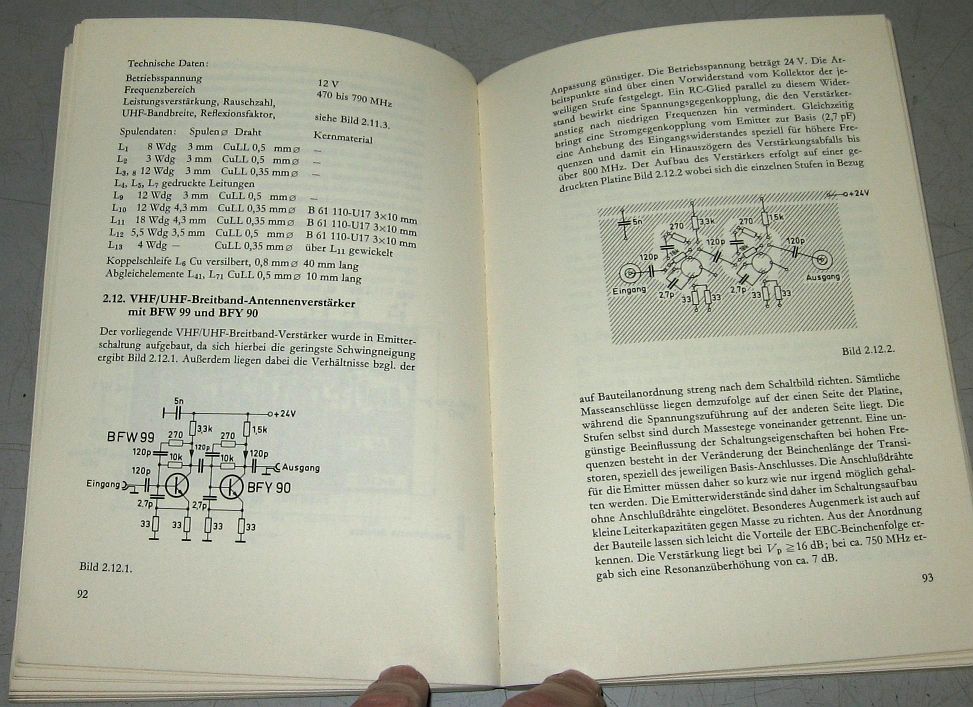 Technische Daten:
Betriebsspannung 12 V
Frequenzbereich 470 bis 790 MHz
Leistungsverstärkung, Rauschzahl,
UHF-Bandbreite, Reflexionsfaktor, siehe Bild 2.11.3.
Spulendaten: Spulen ⌀ Draht Kernmaterial
L1 8 Wdg 3 mm CuLL 0,5 mm ⌀ –
L2 3 Wdg 3 mm CuLL 0,5 mm ⌀ –
L3, 8 12 Wdg 3 mm CuLL 0,35 mm ⌀ –
L4, L5, L7 gedruckte Leitungen
L9 12 Wdg 3 mm CuLL 0,5 mm ⌀ –
L10 12 Wdg 4,3 mm CuLL 0,35 mm ⌀ B 61 110-U17 3×10 mm
L11 18 Wdg 4,3 mm CuLL 0,35 mm ⌀ B 61 110-U17 3×10 mm
L12 5,5 Wdg 3,5 mm CuLL 0,5 mm ⌀ B 61 110-U17 3×10 mm
L13 4 Wdg – CuLL 0,35 mm ⌀ über L11 gewickelt
Koppelschleife L6 Cu versilbert, 0,8 mm ⌀ 40 mm lang
Abgleichelemente L41, L71 CuLL 0,5 mm ⌀ 10 mm lang
2.12. VHF/UHF-Breitband-Antennenverstärker
mit BFW 99 und BFY 90
Der vorliegende VHF/UHF-Breitband-Verstärker wurde in Emitter-
schaltung aufgebaut, da sich hierbei die geringste Schwingneigung
ergibt Bild 2.12.1. Außerdem liegen dabei die Verhältnisse bzgl. der
5n
+24V
3,3k 1,5k
BFW 99 270 270
120p 120p 120p
10k 10k
120p Ausgang
Eingang BFY 90
2,7p 2,7p
33 33 33 33
Bild 2.12.1.
92
Anpassung günstiger. Die Betriebsspannung beträgt 24 V. Die Ar-
beitspunkte sind über einen Vorwiderstand vom Kollektor der je-
weiligen Stufe festgelegt. Ein RC-Glied parallel zu diesem Wider-
stand bewirkt eine Spannungsgegenkopplung, die den Verstärker-
anstieg nach niedrigen Frequenzen hin vermindert. Gleichzeitig
bringt eine Stromgegenkopplung vom Emitter zur Basis (2,7 pF)
eine Anhebung des Eingangswiderstandes speziell für höhere Fre-
quenzen und damit ein Hinauszögern des Verstärkungsabfalls bis
über 800 MHz. Der Aufbau des Verstärkers erfolgt auf einer ge-
druckten Platine Bild 2.12.2 wobei sich die einzelnen Stufen in Bezug
+24V
5n 270 3,3k 270 1,5k
120p 120p 120p
Eingang Ausgang
2,7p 2,7p
33 33 33 33
Bild 2.12.2.
auf Bauteilanordnung streng nach dem Schaltbild richten. Sämtliche
Masseanschlüsse liegen demzufolge auf der einen Seite der Platine,
während die Spannungszuführung auf der anderen Seite liegt. Die
Stufen selbst sind durch Massestege voneinander getrennt. Eine un-
günstige Beeinflussung der Schaltungseigenschaften bei hohen Fre-
quenzen besteht in der Veränderung der Beinchenlänge der Transi-
storen, speziell des jeweiligen Basis-Anschlusses. Die Anschlußdrähte
für die Emitter müssen daher so kurz wie nur irgend möglich gehal-
ten werden. Die Emitterwiderstände sind daher im Schaltungsaufbau
ohne Anschlußdrähte eingelötet. Besonderes Augenmerk ist auch auf
kleine Leiterkapazitäten gegen Masse zu richten. Aus der Anordnung
der Bauteile lassen sich leicht die Vorteile der EBC-Beinchenfolge er-
kennen. Die Verstärkung liegt bei Vp ≧ 16 dB; bei ca. 750 MHz er-
gab sich eine Resonanzüberhöhung von ca. 7 dB.
93